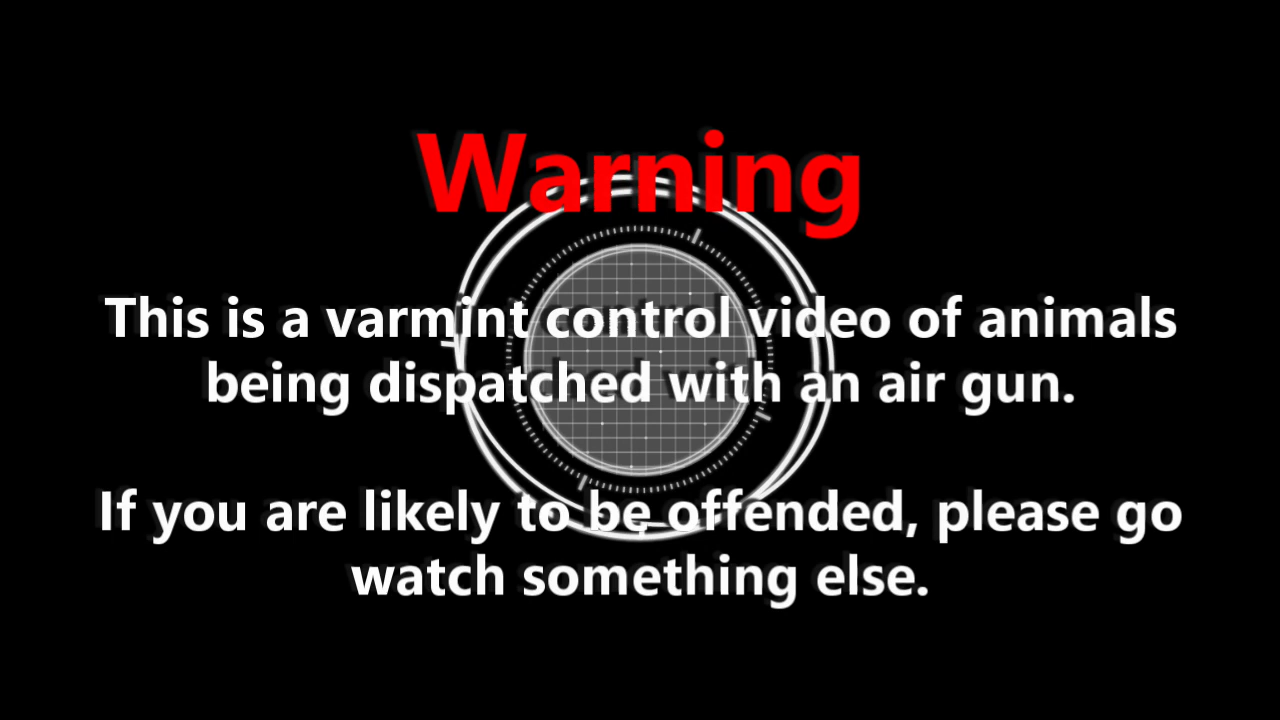 Warning
This is a varmint control video of animals
being dispatched with an air gun.
If you are likely to be offended, please go
watch something else.